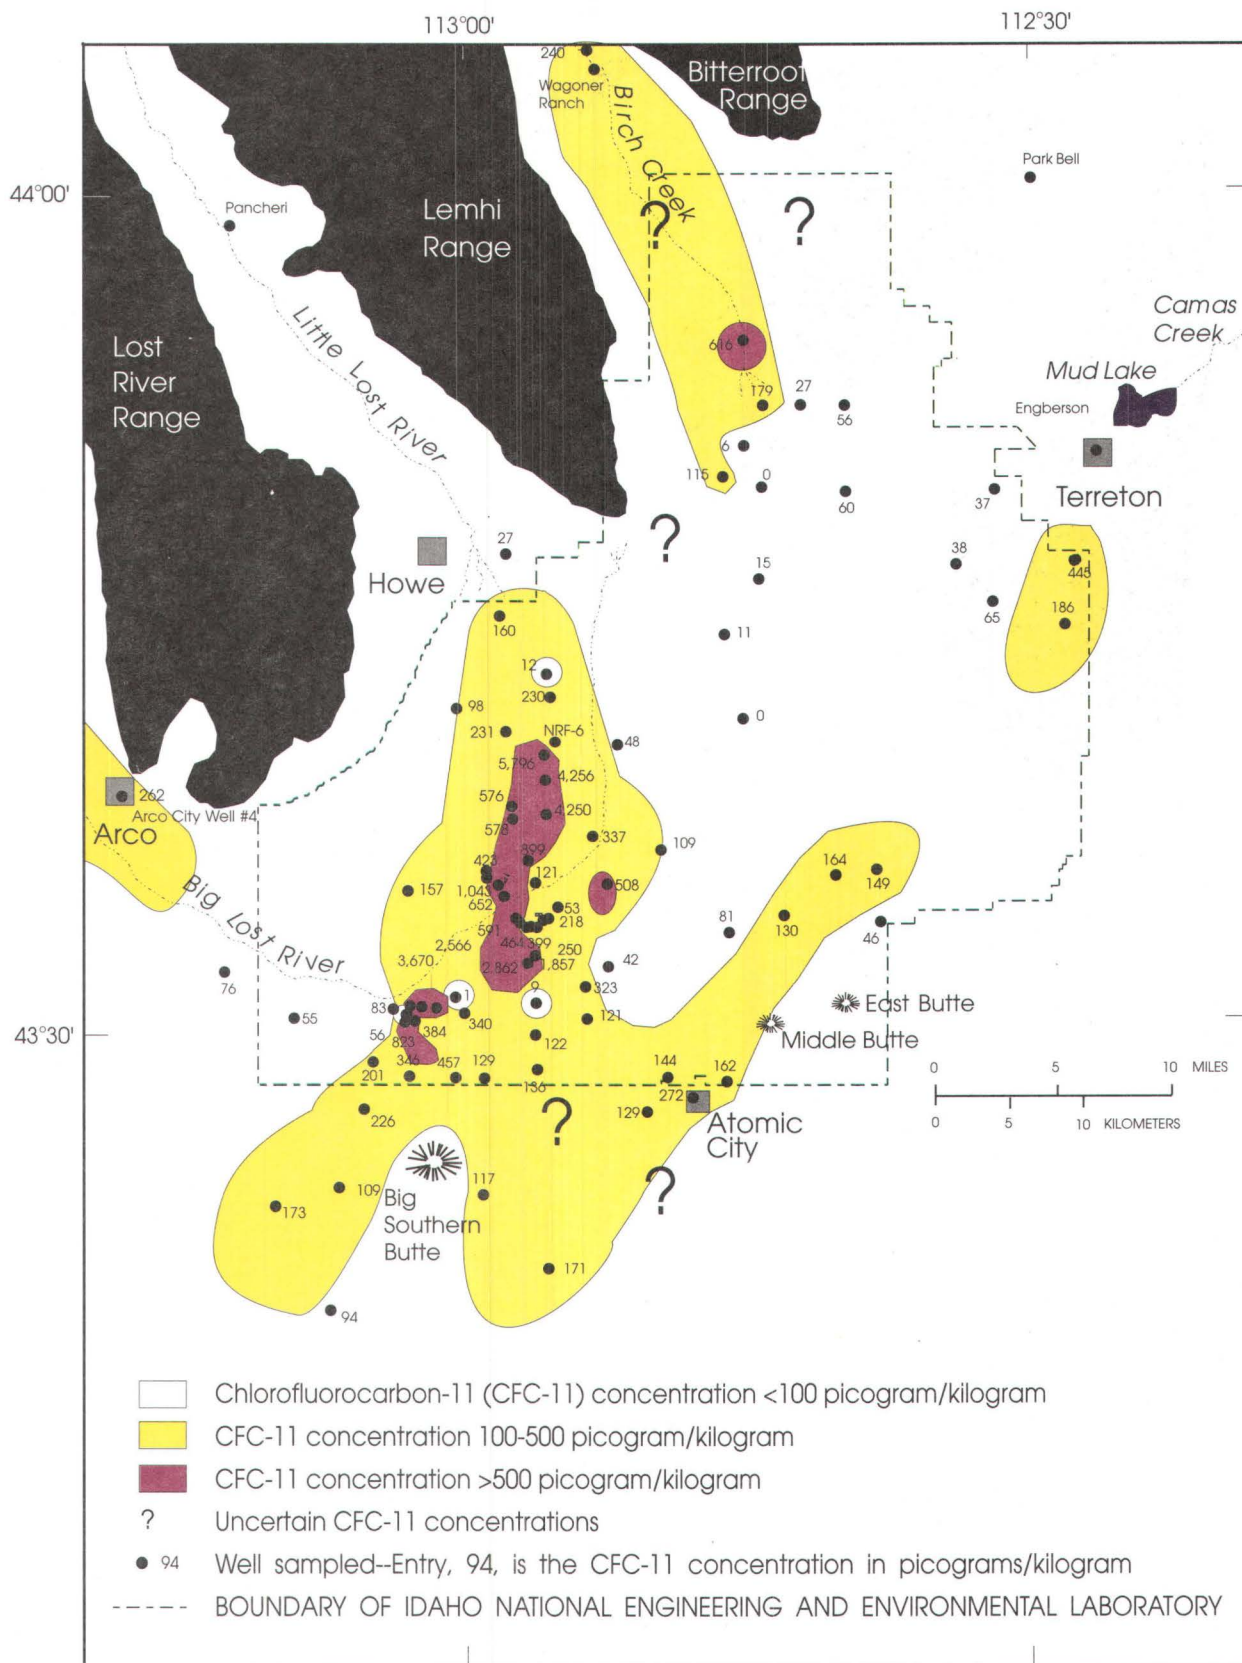 113°00'
112°30'
240
Wagoner
Ranch
Birch Creek
Bitterroot
Range
Park Bell
44°00'
Pancheri
Lemhi
Range
?
?
Camas
Creek
Little Lost River
Lost
River
Range
616
Mud Lake
Engberson
179
27
56
6
115
0
60
37
Terreton
?
27
Howe
15
38
445
65
186
160
11
12
230
98
0
231
NRF-6
48
5,796
4,256
262
Arco City Well #4
Arco
576
4,250
578
337
109
899
423
121
164
149
157
1,043
508
Big Lost River
652
53
218
130
591
81
46
2,566
464
399
250
3,670
2,862
1,857
42
76
1
9
323
East Butte
83
55
340
121
Middle Butte
43°30'
56
384
823
122
346
457
129
144
162
201
136
0
5
10
MILES
272
226
129
?
Atomic
City
0
5
10
KILOMETERS
109
117
?
173
Big
Southern
Butte
171
94
Chlorofluorocarbon-11 (CFC-11) concentration <100 picogram/kilogram
CFC-11 concentration 100-500 picogram/kilogram
CFC-11 concentration >500 picogram/kilogram
? Uncertain CFC-11 concentrations
94 Well sampled--Entry, 94, is the CFC-11 concentration in picograms/kilogram
BOUNDARY OF IDAHO NATIONAL ENGINEERING AND ENVIRONMENTAL LABORATORY